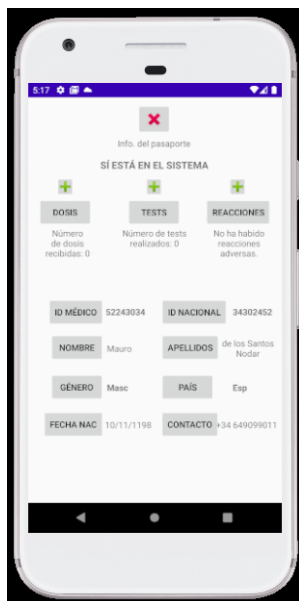 5:17
Info. del pasaporte
SÍ ESTÁ EN EL SISTEMA
DOSIS TESTS REACCIONES
Número Número de tests No ha habido
de dosis realizados: 0 reacciones
recibidas: 0 adversas.
ID MÉDICO 52243034 ID NACIONAL 34302452
NOMBRE Mauro APELLIDOS de los Santos
Nodar
GÉNERO Masc PAÍS Esp
FECHA NAC 10/11/1198 CONTACTO +34 649099011